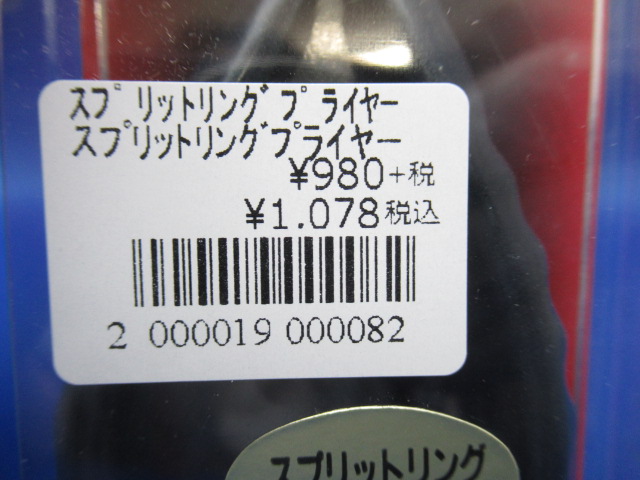 スプリットリングプライヤー
スプリットリングプライヤー
¥980+税
¥1.078税込
2 000019 000082
スプリットリング